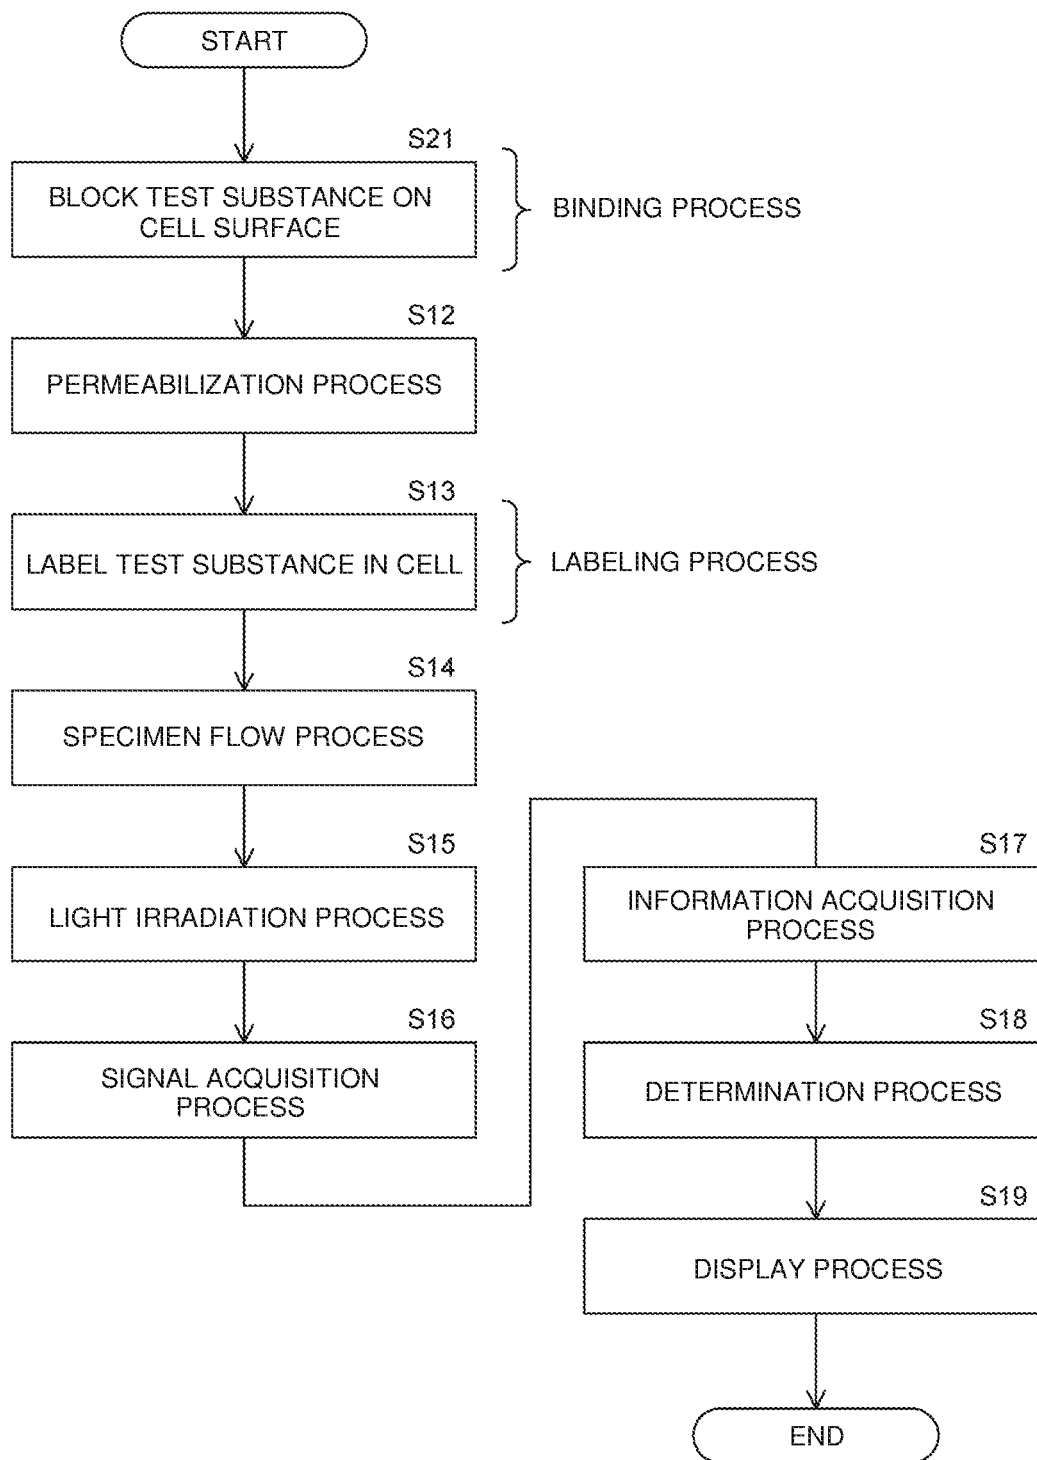 START
S21
BLOCK TEST SUBSTANCE ON
CELL SURFACE
BINDING PROCESS
S12
PERMEABILIZATION PROCESS
S13
LABEL TEST SUBSTANCE IN CELL
LABELING PROCESS
S14
SPECIMEN FLOW PROCESS
S15
LIGHT IRRADIATION PROCESS
S16
SIGNAL ACQUISITION
PROCESS
S17
INFORMATION ACQUISITION
PROCESS
S18
DETERMINATION PROCESS
S19
DISPLAY PROCESS
END